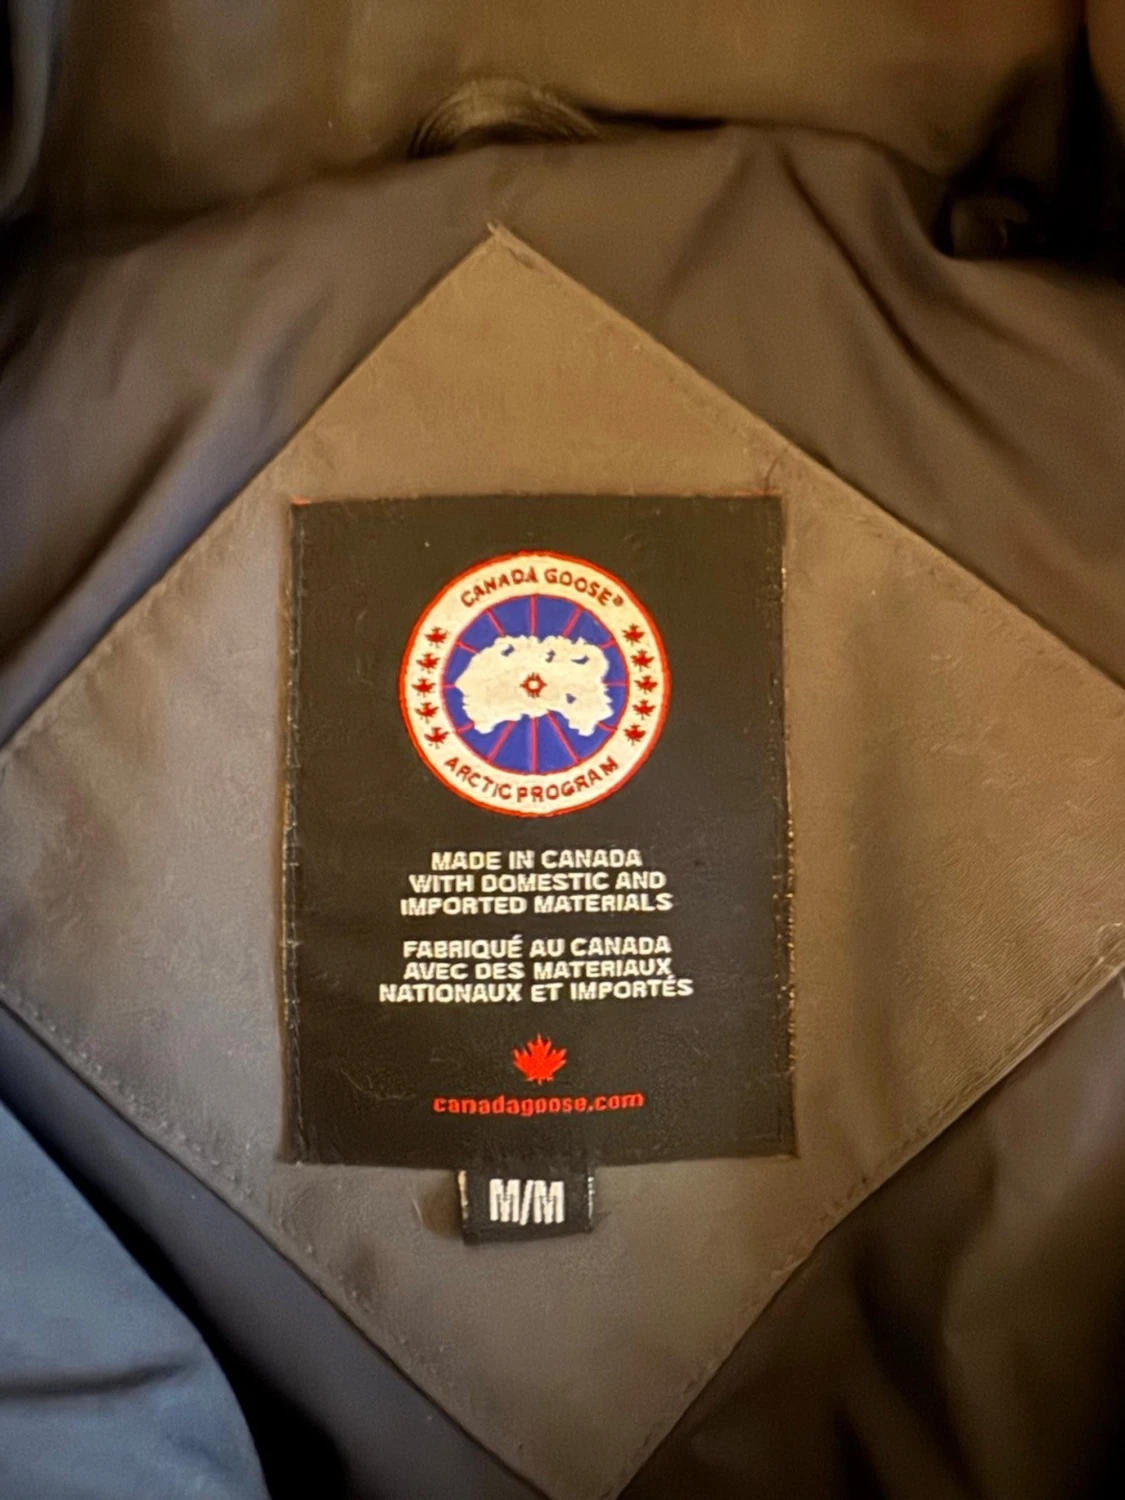 CANADA GOOSE®
ARCTIC PROGRAM
MADE IN CANADA
WITH DOMESTIC AND
IMPORTED MATERIALS
FABRIQUÉ AU CANADA
AVEC DES MATERIAUX
NATIONAUX ET IMPORTÉS
canadagoose.com
M/M